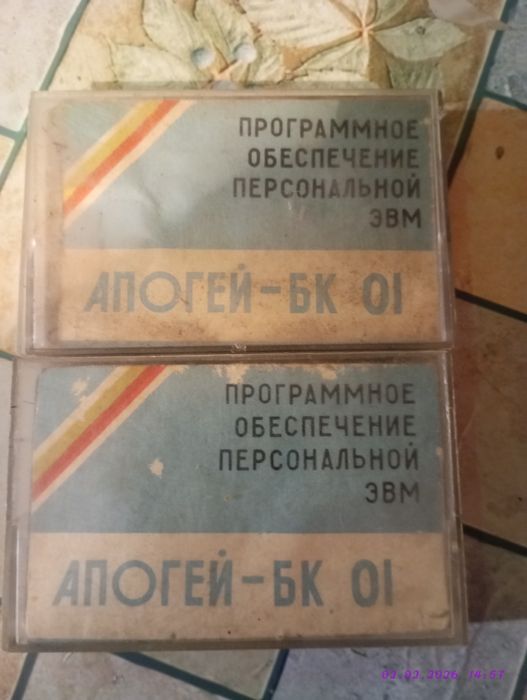 ПРОГРАММНОЕ
ОБЕСПЕЧЕНИЕ
ПЕРСОНАЛЬНОЙ
ЭВМ
АПОГЕЙ-БК 01
ПРОГРАММНОЕ
ОБЕСПЕЧЕНИЕ
ПЕРСОНАЛЬНОЙ
ЭВМ
АПОГЕЙ-БК 01